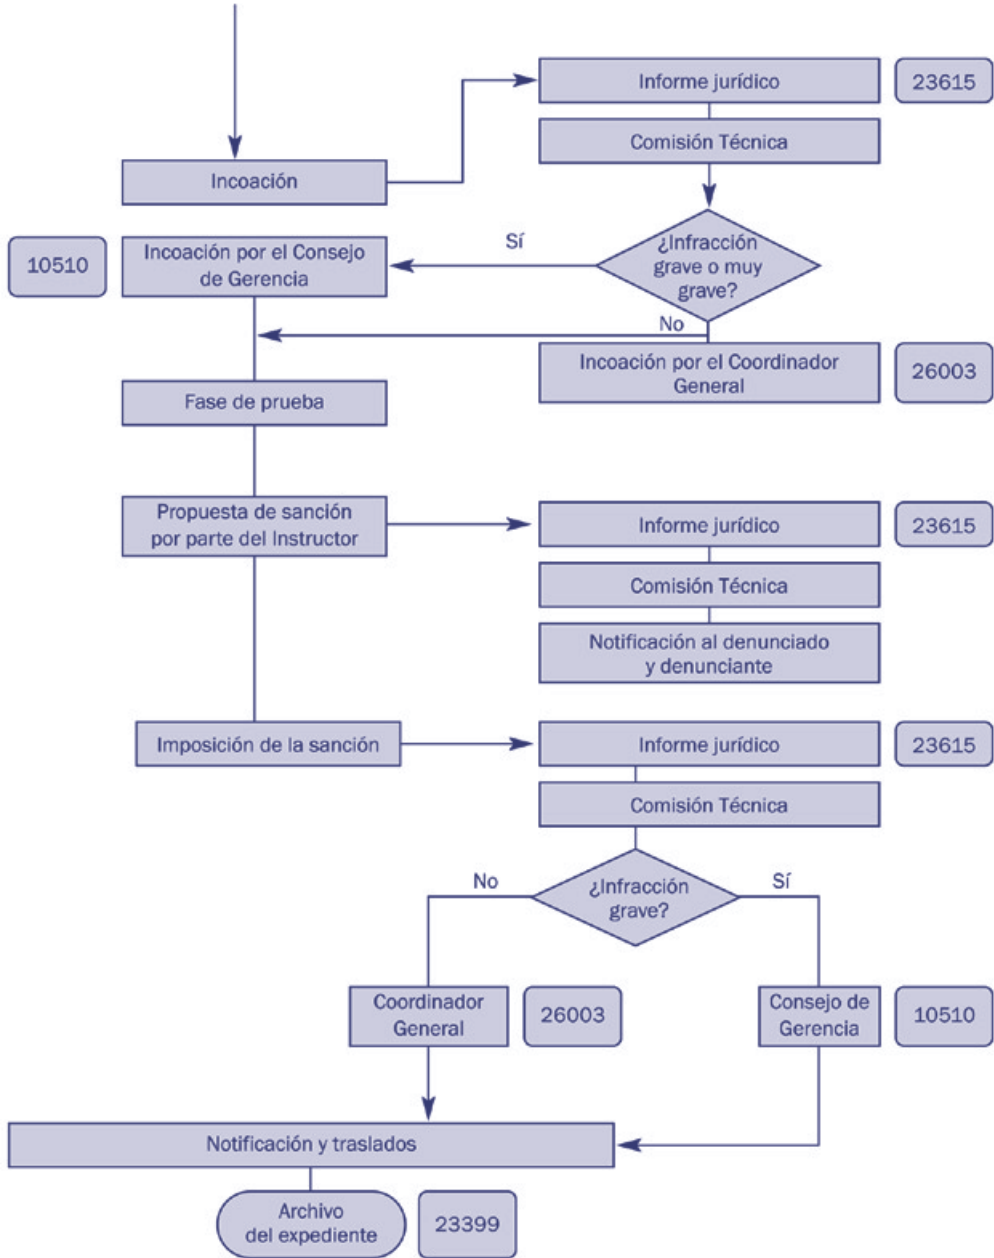 Informe jurídico
23615
Comisión Técnica
Incoación
¿Infracción
grave o muy
grave?
Sí
Incoación por el Consejo
de Gerencia
10510
No
Incoación por el Coordinador
General
26003
Fase de prueba
Propuesta de sanción
por parte del Instructor
Informe jurídico
23615
Comisión Técnica
Notificación al denunciado
y denunciante
Imposición de la sanción
Informe jurídico
23615
Comisión Técnica
¿Infracción
grave?
No
Sí
Coordinador
General
26003
Consejo de
Gerencia
10510
Notificación y traslados
Archivo
del expediente
23399